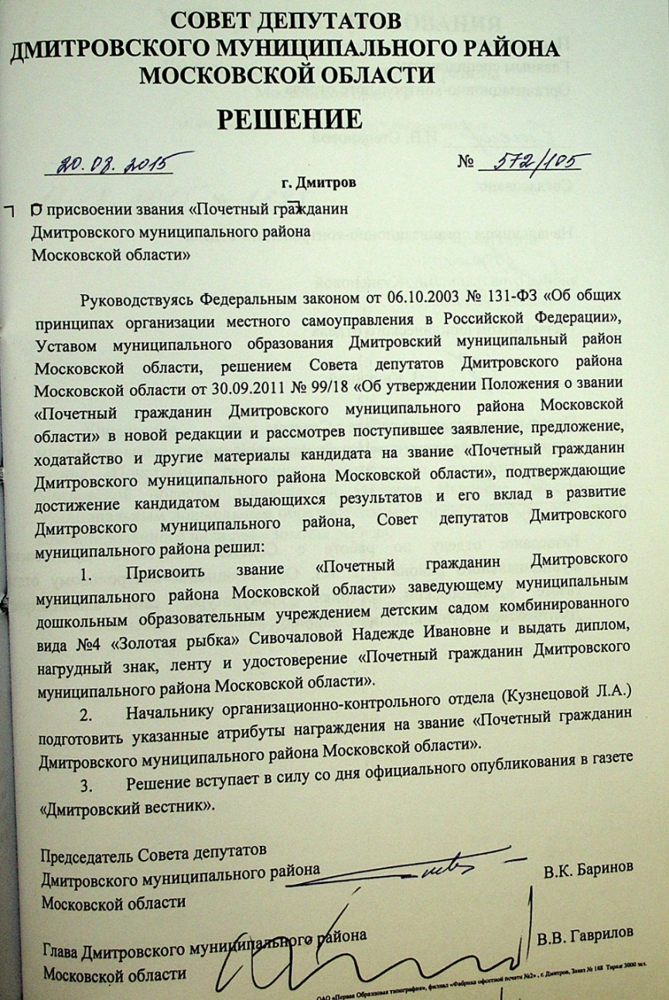 СОВЕТ ДЕПУТАТОВ
ДМИТРОВСКОГО МУНИЦИПАЛЬНОГО РАЙОНА
МОСКОВСКОЙ ОБЛАСТИ
РЕШЕНИЕ
20.08.2015 № 572/105
г. Дмитров
О присвоении звания «Почетный гражданин
Дмитровского муниципального района
Московской области»
Руководствуясь Федеральным законом от 06.10.2003 № 131-ФЗ «Об общих
принципах организации местного самоуправления в Российской Федерации»,
Уставом муниципального образования Дмитровский муниципальный район
Московской области, решением Совета депутатов Дмитровского района
Московской области от 30.09.2011 № 99/18 «Об утверждении Положения о звании
«Почетный гражданин Дмитровского муниципального района Московской
области» в новой редакции и рассмотрев поступившее заявление, предложение,
ходатайство и другие материалы кандидата на звание «Почетный гражданин
Дмитровского муниципального района Московской области», подтверждающие
достижение кандидатом выдающихся результатов и его вклад в развитие
Дмитровского муниципального района, Совет депутатов Дмитровского
муниципального района решил:
1. Присвоить звание «Почетный гражданин Дмитровского
муниципального района Московской области» заведующему муниципальным
дошкольным образовательным учреждением детским садом комбинированного
вида №4 «Золотая рыбка» Сивочаловой Надежде Ивановне и выдать диплом,
нагрудный знак, ленту и удостоверение «Почетный гражданин Дмитровского
муниципального района Московской области».
2. Начальнику организационно-контрольного отдела (Кузнецовой Л.А.)
подготовить указанные атрибуты награждения на звание «Почетный гражданин
Дмитровского муниципального района Московской области».
3. Решение вступает в силу со дня официального опубликования в газете
«Дмитровский вестник».
Председатель Совета депутатов
Дмитровского муниципального района В.К. Баринов
Московской области
Глава Дмитровского муниципального района В.В. Гаврилов
Московской области
ОАО «Первая Образцовая типография», филиал «Фабрика офсетной печати №2», г. Дмитров, Заказ № 188 Тираж 3000 экз.